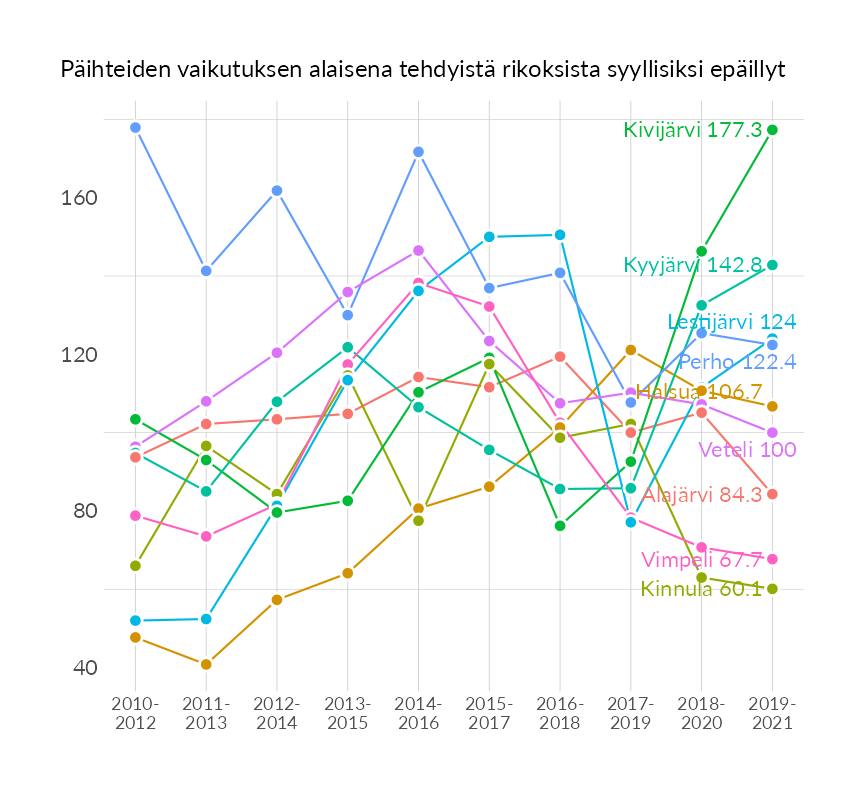 Päihteiden vaikutuksen alaisena tehdyistä rikoksista syyllisiksi epäillyt
Kivijärvi 177.3
160
Kyyjärvi 142.8
Lestijärvi 124
120
Perho 122.4
Halsua 106.7
Veteli 100
Alajärvi 84.3
80
Vimpeli 67.7
Kinnula 60.1
40
2010-
2012
2011-
2013
2012-
2014
2013-
2015
2014-
2016
2015-
2017
2016-
2018
2017-
2019
2018-
2020
2019-
2021